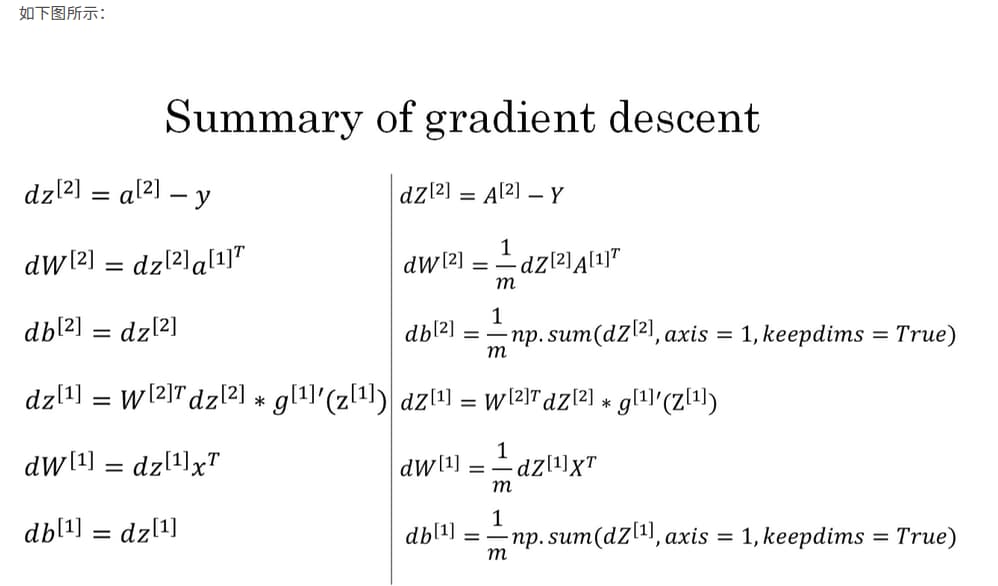 如下图所示：
Summary of gradient descent
dz^{[2]} = a^{[2]} − y
dW^{[2]} = dz^{[2]}a^{[1]^T}
db^{[2]} = dz^{[2]}
dz^{[1]} = W^{[2]T}dz^{[2]} * g^{[1]}′(z^{[1]})
dW^{[1]} = dz^{[1]}x^T
db^{[1]} = dz^{[1]}
dZ^{[2]} = A^{[2]} − Y
dW^{[2]} = \frac{1}{m}dZ^{[2]}A^{[1]^T}
db^{[2]} = \frac{1}{m}np.sum(dZ^{[2]}, axis = 1, keepdims = True)
dZ^{[1]} = W^{[2]T}dZ^{[2]} * g^{[1]}′(Z^{[1]})
dW^{[1]} = \frac{1}{m}dZ^{[1]}X^T
db^{[1]} = \frac{1}{m}np.sum(dZ^{[1]}, axis = 1, keepdims = True)